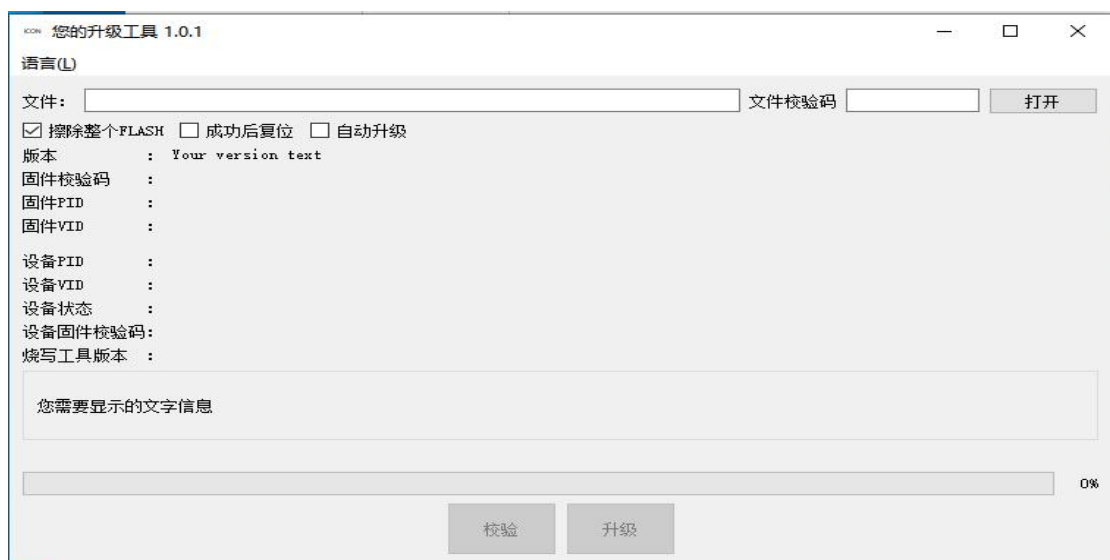 ICON 您的升级工具 1.0.1
语言(L)
文件: 文件校验码 打开
擦除整个FLASH 成功后复位 自动升级
版本 : Your version text
固件校验码 :
固件PID :
固件VID :
设备PID :
设备VID :
设备状态 :
设备固件校验码:
烧写工具版本 :
您需要显示的文字信息
0%
校验 升级